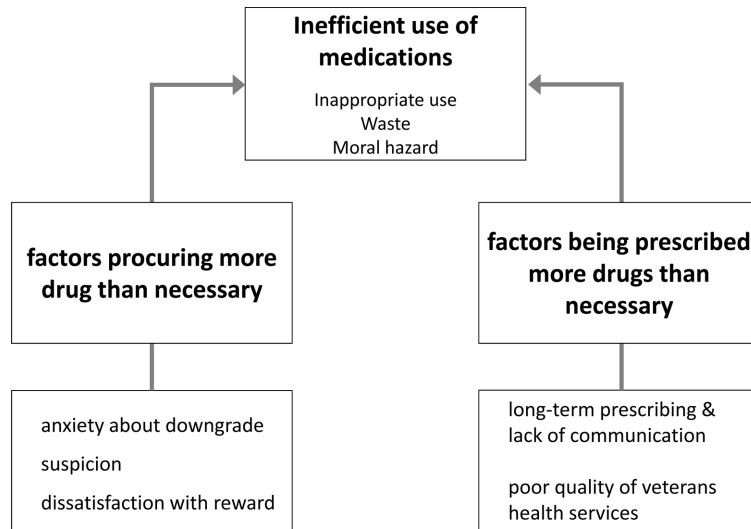 Inefficient use of
medications
Inappropriate use
Waste
Moral hazard
factors procuring more
drug than necessary
factors being prescribed
more drugs than
necessary
anxiety about downgrade
suspicion
dissatisfaction with reward
long-term prescribing &
lack of communication
poor quality of veterans
health services